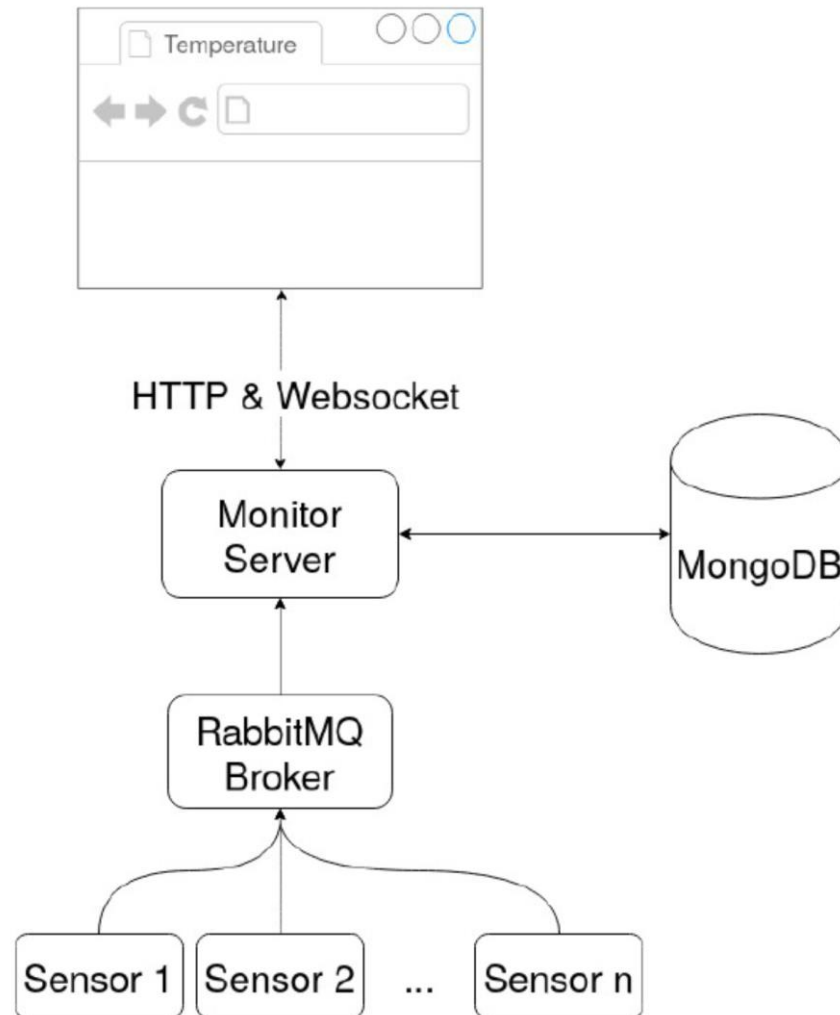 Temperature
HTTP & Websocket
Monitor
Server
MongoDB
RabbitMQ
Broker
Sensor 1
Sensor 2
...
Sensor n